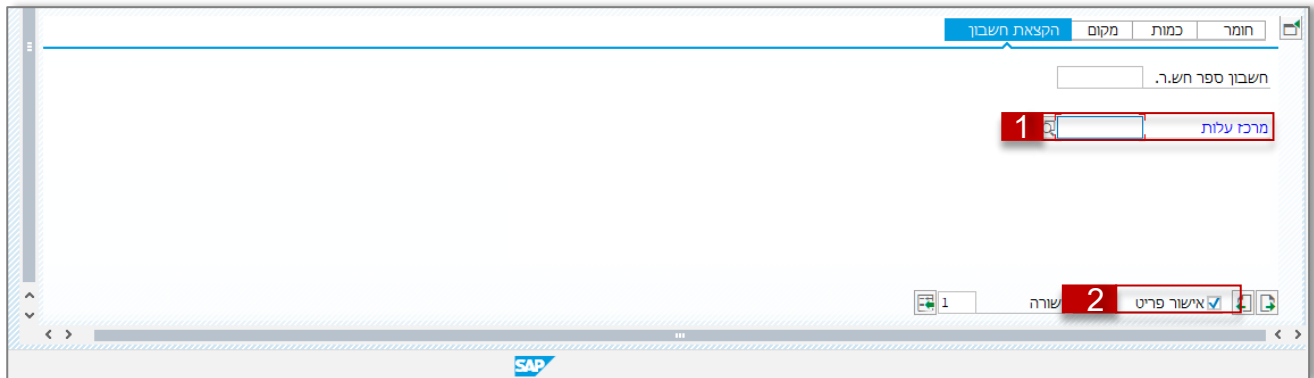 חומר כמות מקום הקצאת חשבון
חשבון ספר חש.ר.
מרכז עלות 1
אישור פריט 2 שורה 1
SAP